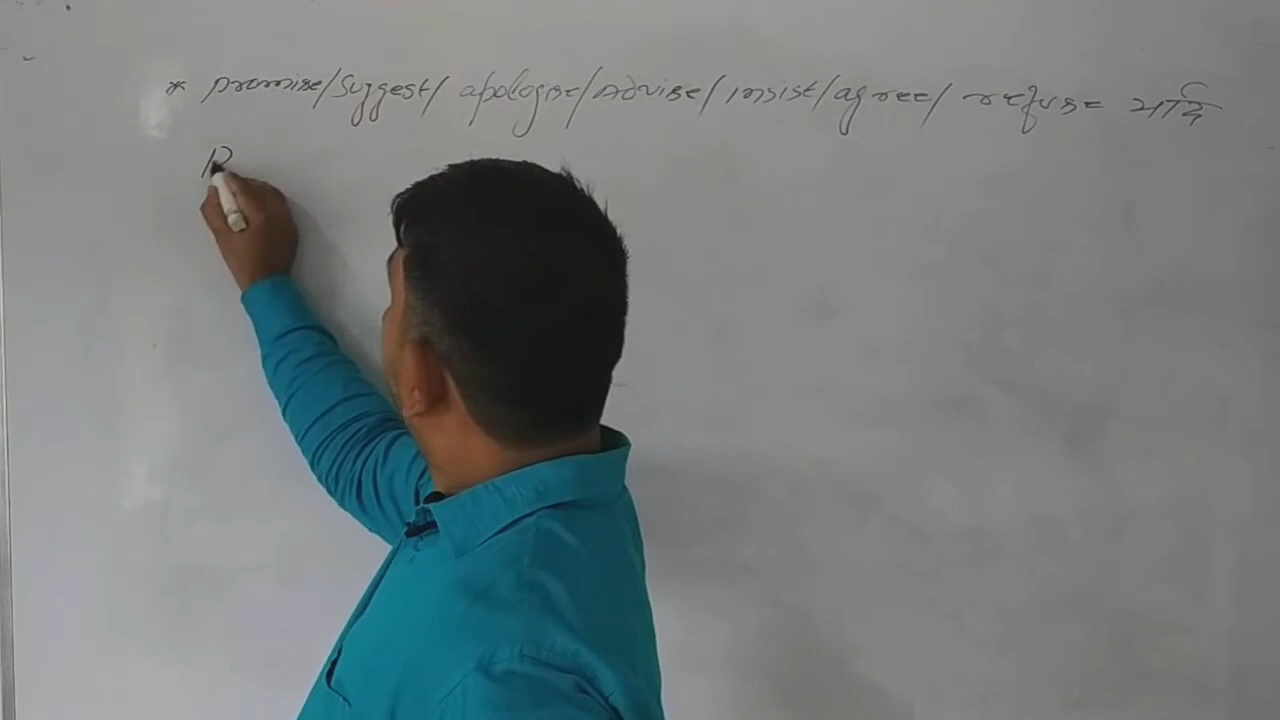 * promise/Suggest/ apologise/Advise/insist/agree/ refuse आदि
R